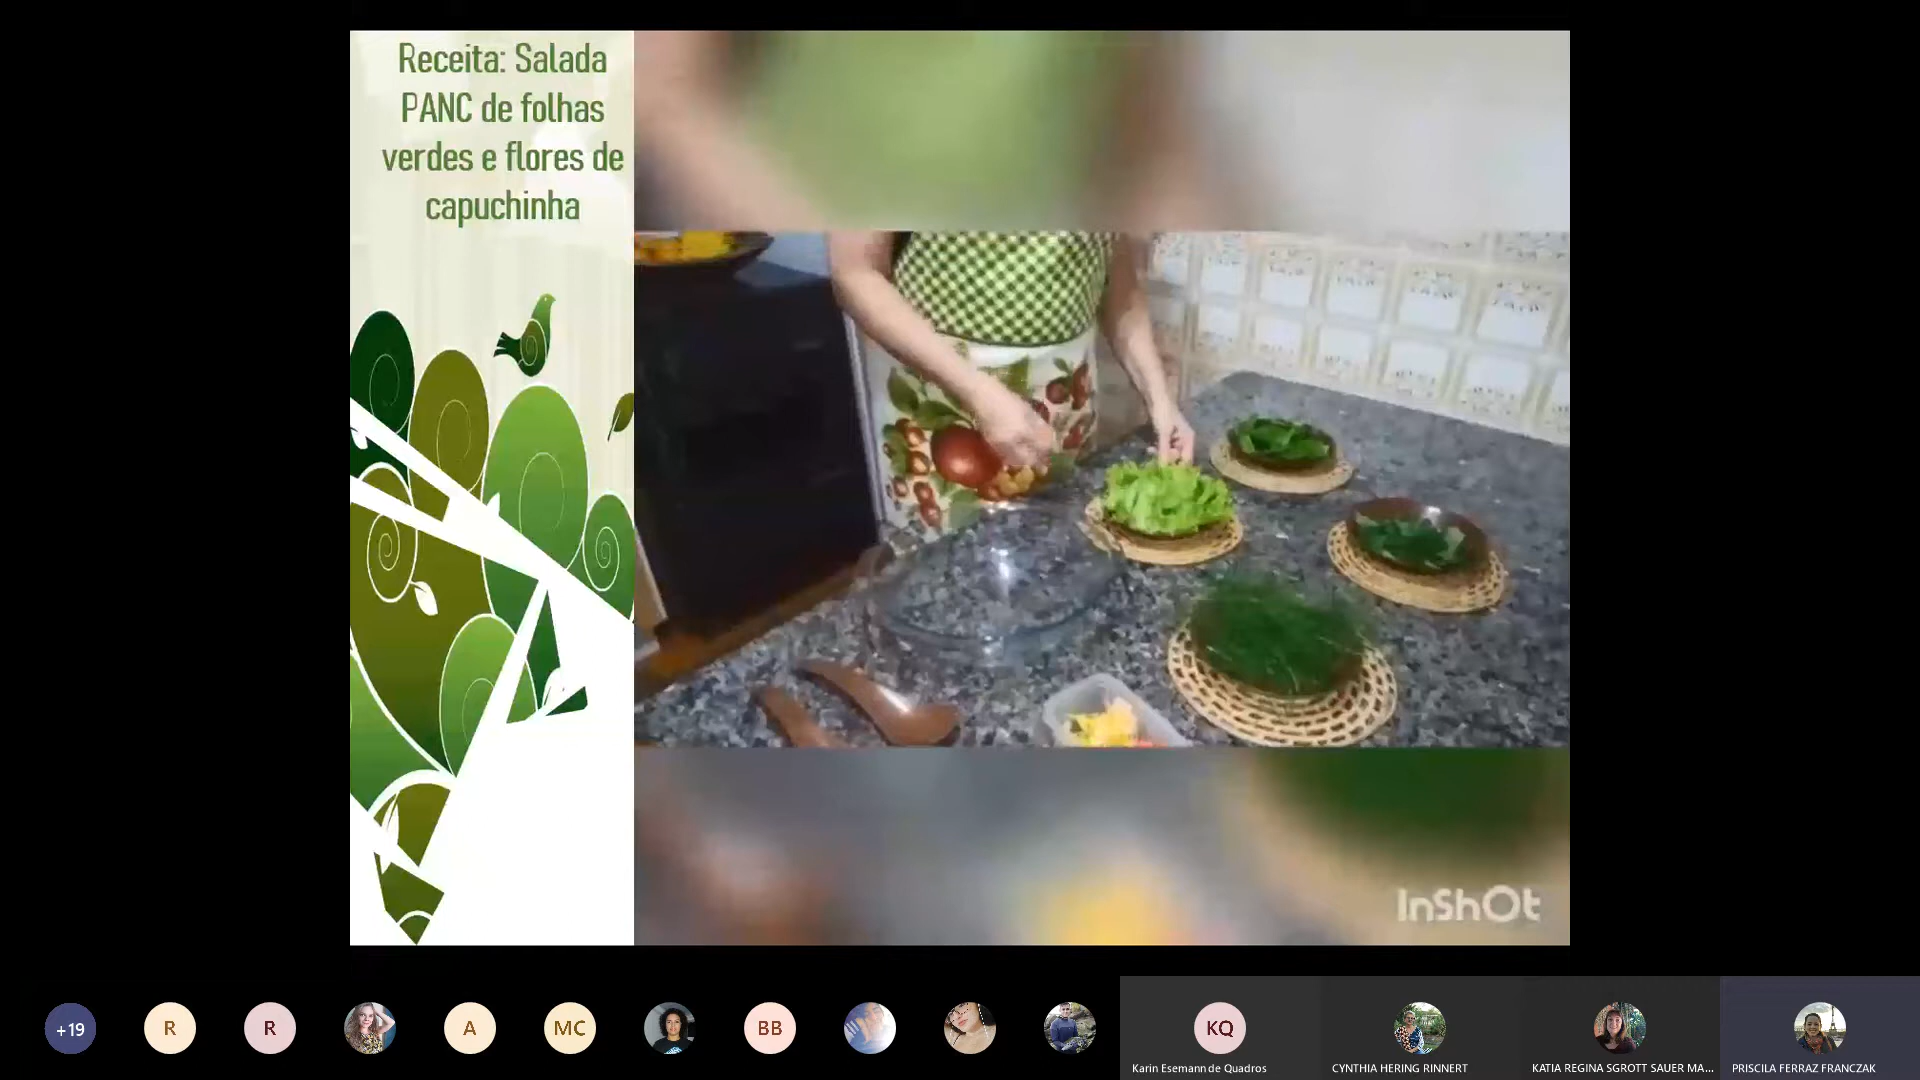 Receita: Salada
PANC de folhas
verdes e flores de
capuchinha
InShOt
+19
R
R
A
MC
BB
KQ
Karin Esemann de Quadros
CYNTHIA HERING RINNERT
KATIA REGINA SGROTT SAUER MA...
PRISCILA FERRAZ FRANCZAK